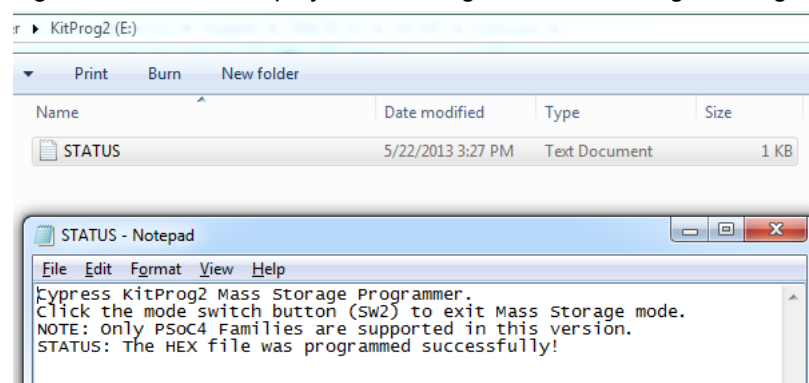 KitProg2 (E:)
Print Burn New folder
Name Date modified Type Size
STATUS 5/22/2013 3:27 PM Text Document 1 KB
STATUS - Notepad
File Edit Format View Help
Cypress KitProg2 Mass Storage Programmer.
Click the mode switch button (SW2) to exit Mass Storage mode.
NOTE: Only PSoC4 Families are supported in this version.
STATUS: The HEX file was programmed successfully!